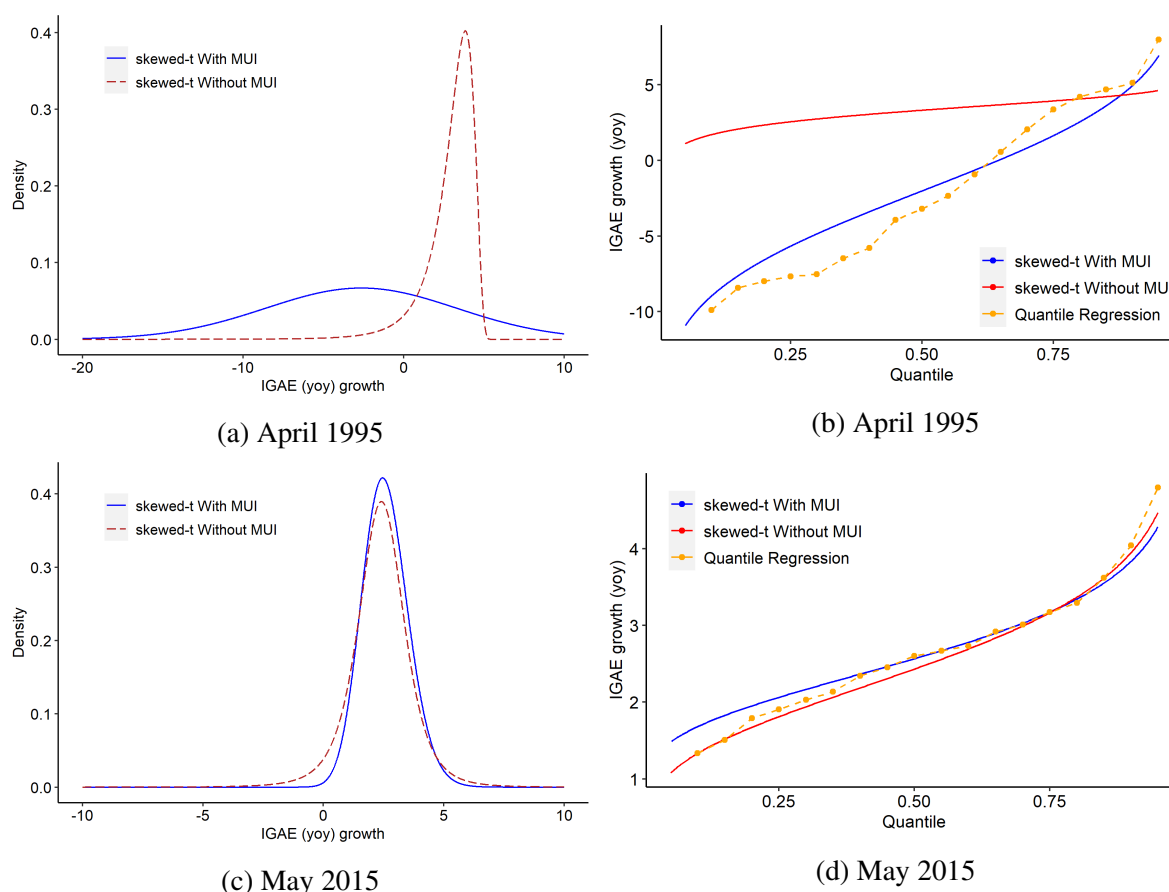 0.4
0.3
0.2
0.1
0.0
Density
skewed-t With MUI
skewed-t Without MUI
-20
-10
0
10
IGAE (yoy) growth
(a) April 1995
5
0
-5
-10
IGAE growth (yoy)
skewed-t With MUI
skewed-t Without MU
Quantile Regression
0.25
0.50
0.75
Quantile
(b) April 1995
0.4
0.3
0.2
0.1
0.0
Density
skewed-t With MUI
skewed-t Without MUI
-10
-5
0
5
10
IGAE (yoy) growth
(c) May 2015
4
3
2
1
IGAE growth (yoy)
skewed-t With MUI
skewed-t Without MUI
Quantile Regression
0.25
0.50
0.75
Quantile
(d) May 2015